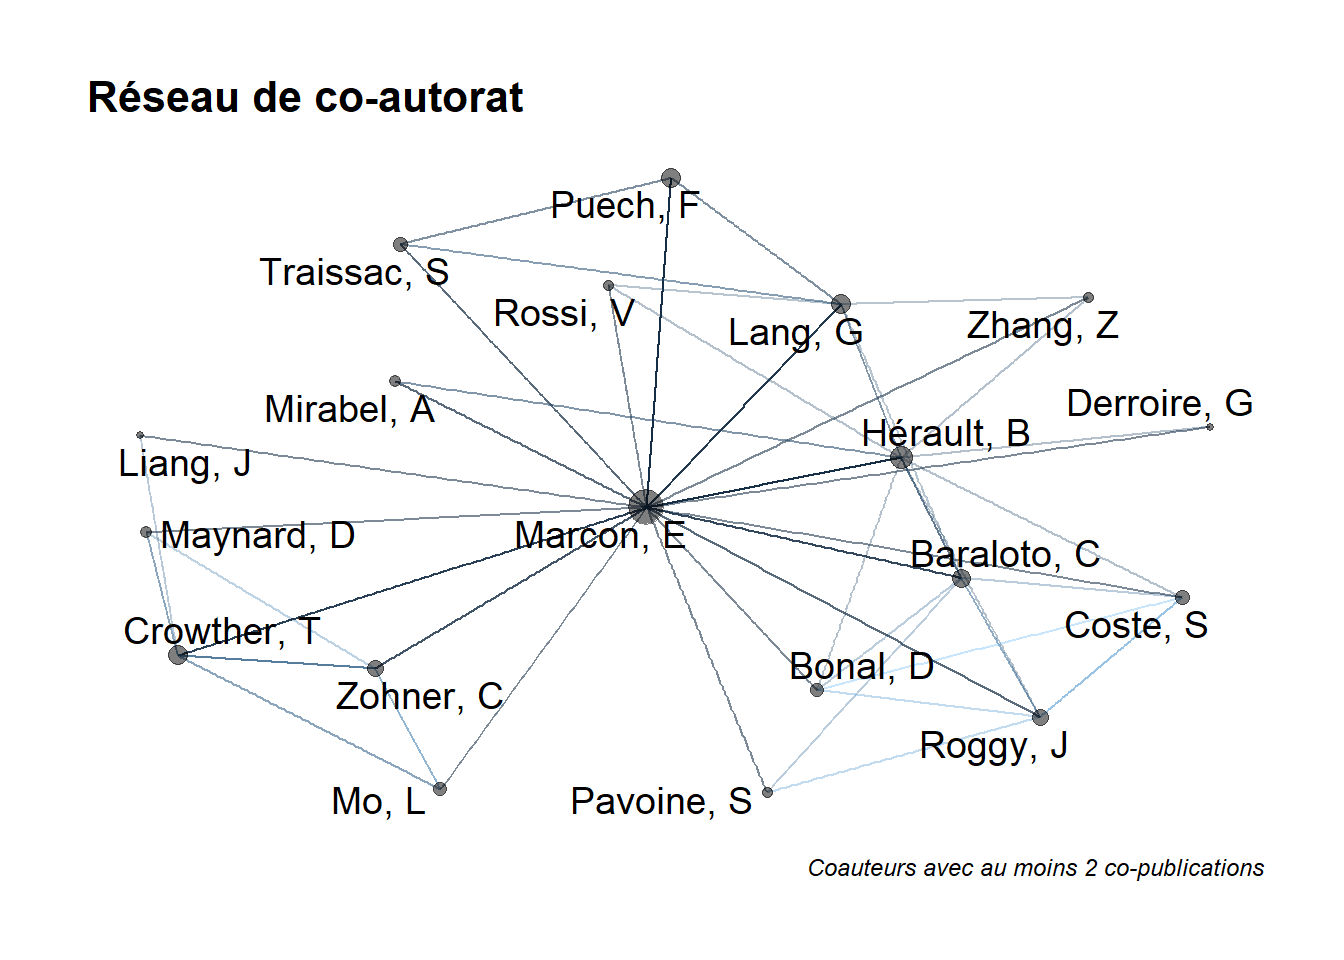 Réseau de co-autorat
Puech, F
Traissac, S
Rossi, V
Lang, G
Zhang, Z
Mirabel, A
Derroire, G
Hérault, B
Liang, J
Maynard, D
Marcon, E
Baraloto, C
Crowther, T
Coste, S
Bonal, D
Zohner, C
Roggy, J
Mo, L
Pavoine, S
Coauteurs avec au moins 2 co-publications